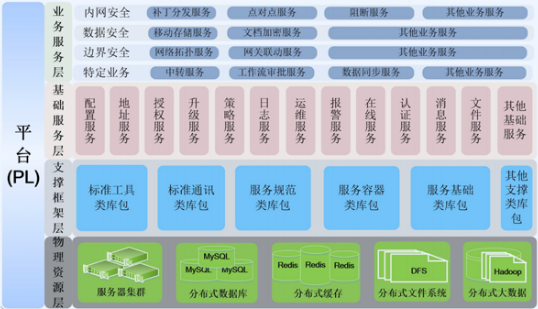 平台(PL)
业务服务层
内网安全 补丁分发服务 点对点服务 阻断服务 其他业务服务
数据安全 移动存储服务 文档加密服务 其他业务服务
边界安全 网络拓扑服务 网关联动服务 其他业务服务
特定业务 中转服务 工作流审批服务 数据同步服务 其他业务服务
基础服务层
配置服务 地址服务 授权服务 升级服务 策略服务 日志服务 运维服务 报警服务 在线服务 认证服务 消息服务 文件服务 其他基础服务
支撑框架层
标准工具类库包 标准通讯类库包 服务规范类库包 服务容器类库包 服务基础类库包 其他支撑类库包
物理资源层
MySQL
MySQL MySQL
Redis Redis Redis
DFS
Hadoop
服务器集群 分布式数据库 分布式缓存 分布式文件系统 分布式大数据